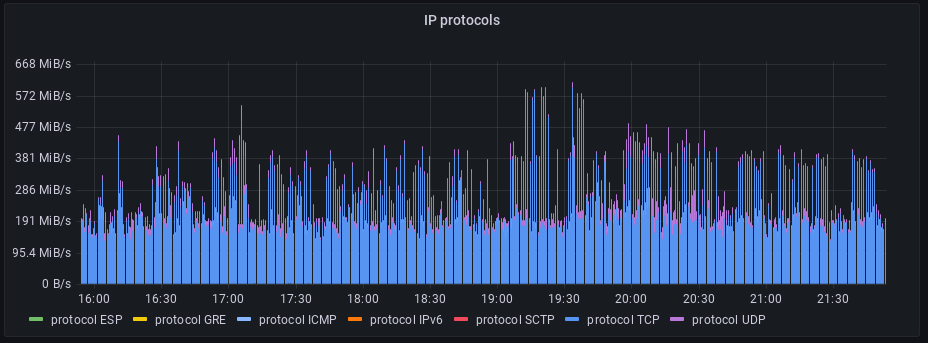 IP protocols
668 MiB/s
572 MiB/s
477 MiB/s
381 MiB/s
286 MiB/s
191 MiB/s
95.4 MiB/s
0 B/s
16:00 16:30 17:00 17:30 18:00 18:30 19:00 19:30 20:00 20:30 21:00 21:30
protocol ESP protocol GRE protocol ICMP protocol IPv6 protocol SCTP protocol TCP protocol UDP